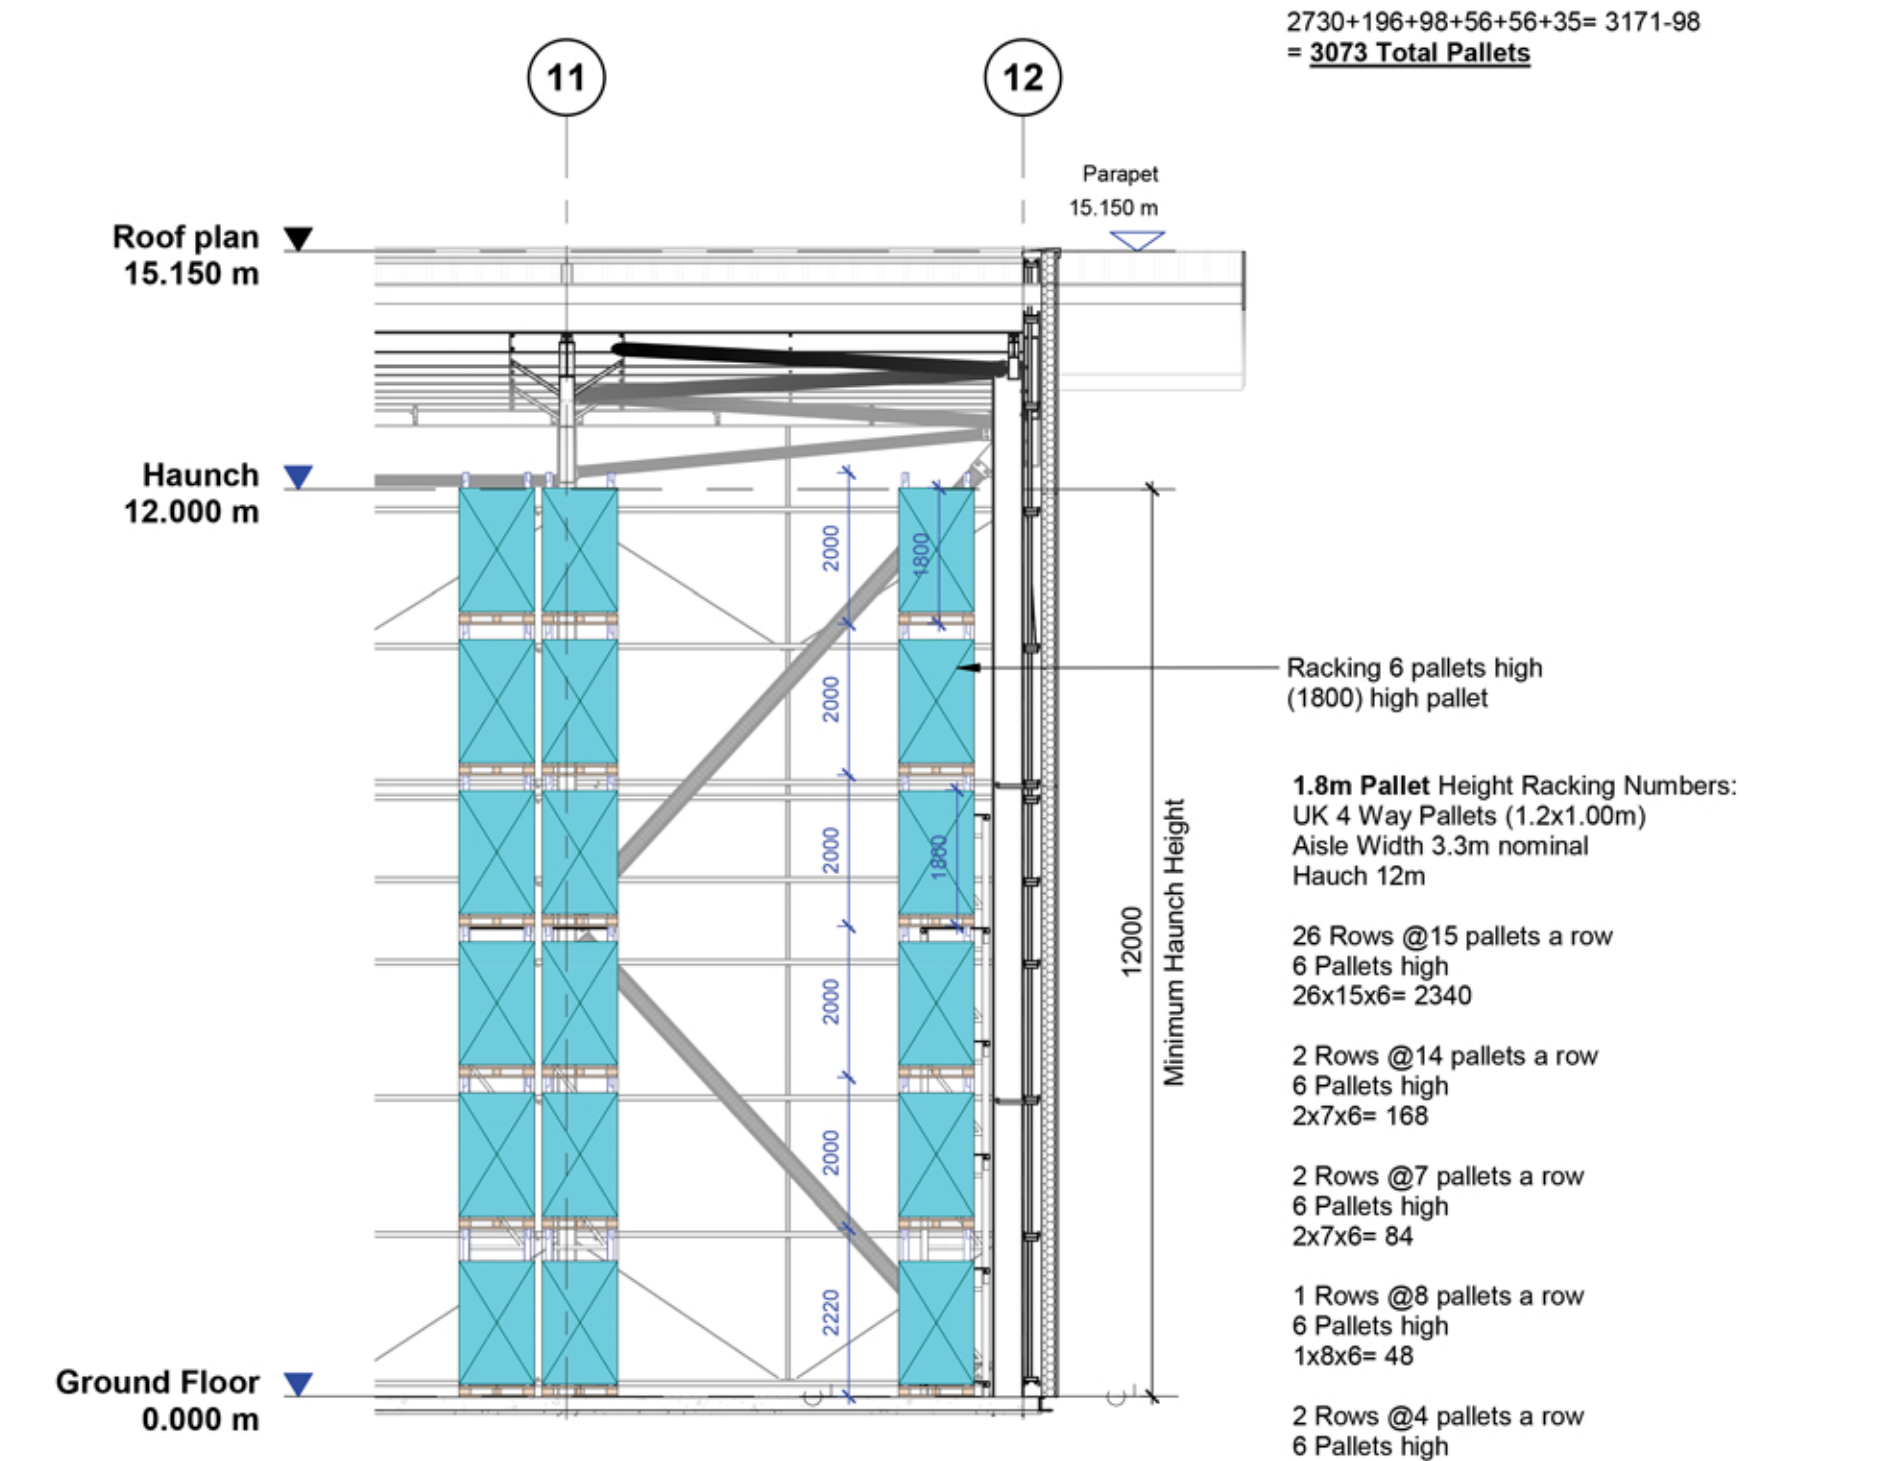 2730+196+98+56+56+35= 3171-98
= 3073 Total Pallets
11
12
Parapet
15.150 m
Roof plan
15.150 m
Haunch
12.000 m
2000
1800
2000
Racking 6 pallets high
(1800) high pallet
1.8m Pallet Height Racking Numbers:
UK 4 Way Pallets (1.2x1.00m)
Aisle Width 3.3m nominal
Hauch 12m
2000
1800
12000
Minimum Haunch Height
26 Rows @15 pallets a row
6 Pallets high
26x15x6= 2340
2000
2 Rows @14 pallets a row
6 Pallets high
2x7x6= 168
2000
2 Rows @7 pallets a row
6 Pallets high
2x7x6= 84
2220
1 Rows @8 pallets a row
6 Pallets high
1x8x6= 48
Ground Floor
0.000 m
2 Rows @4 pallets a row
6 Pallets high